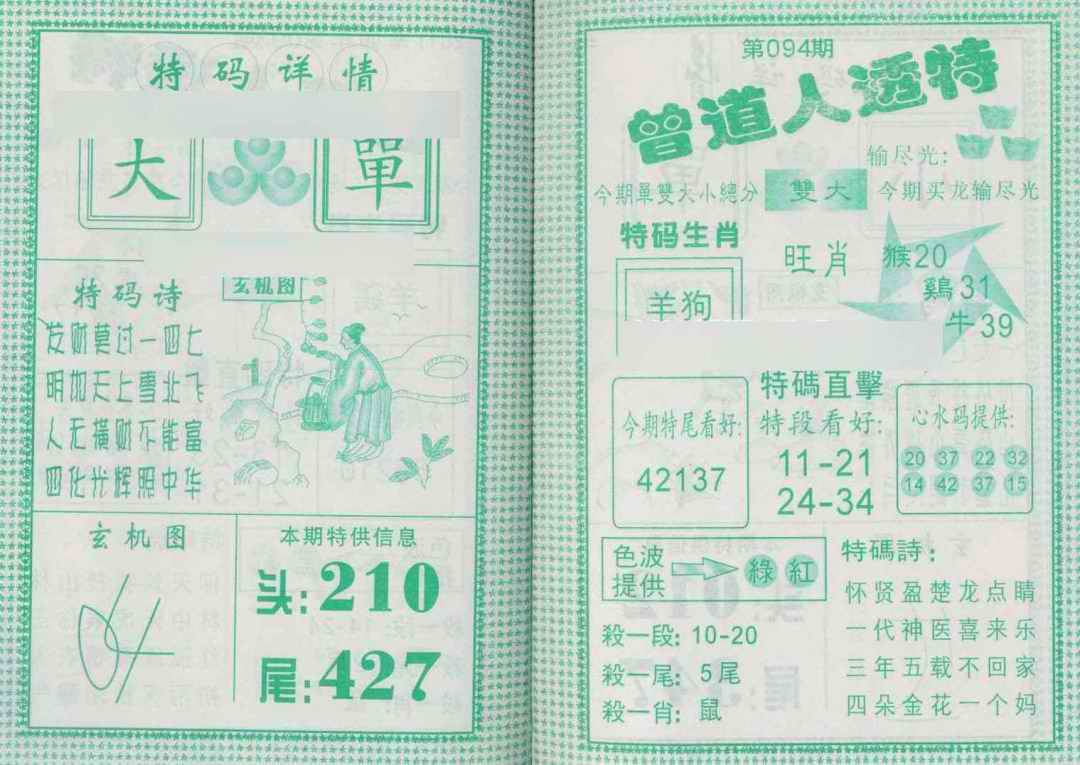 特码详情
大
單
特码诗
发财莫过一四七
明如天上雪北飞
人无横财不能富
四化光辉照中华
玄机图
玄机图
本期特供信息
头:210
尾:427
第094期
曾道人透特
输尽光:
今期單雙大小總分 雙大 今期买龙输尽光
特码生肖
羊狗
旺肖
猴20
鷄31
牛39
今期特尾看好:
42137
特碼直擊
特段看好:
11-21
24-34
心水码提供:
20 37 22 32
14 42 37 15
色波
提供
綠 紅
殺一段: 10-20
殺一尾: 5尾
殺一肖: 鼠
特碼詩:
怀贤盈楚龙点睛
一代神医喜来乐
三年五载不回家
四朵金花一个妈